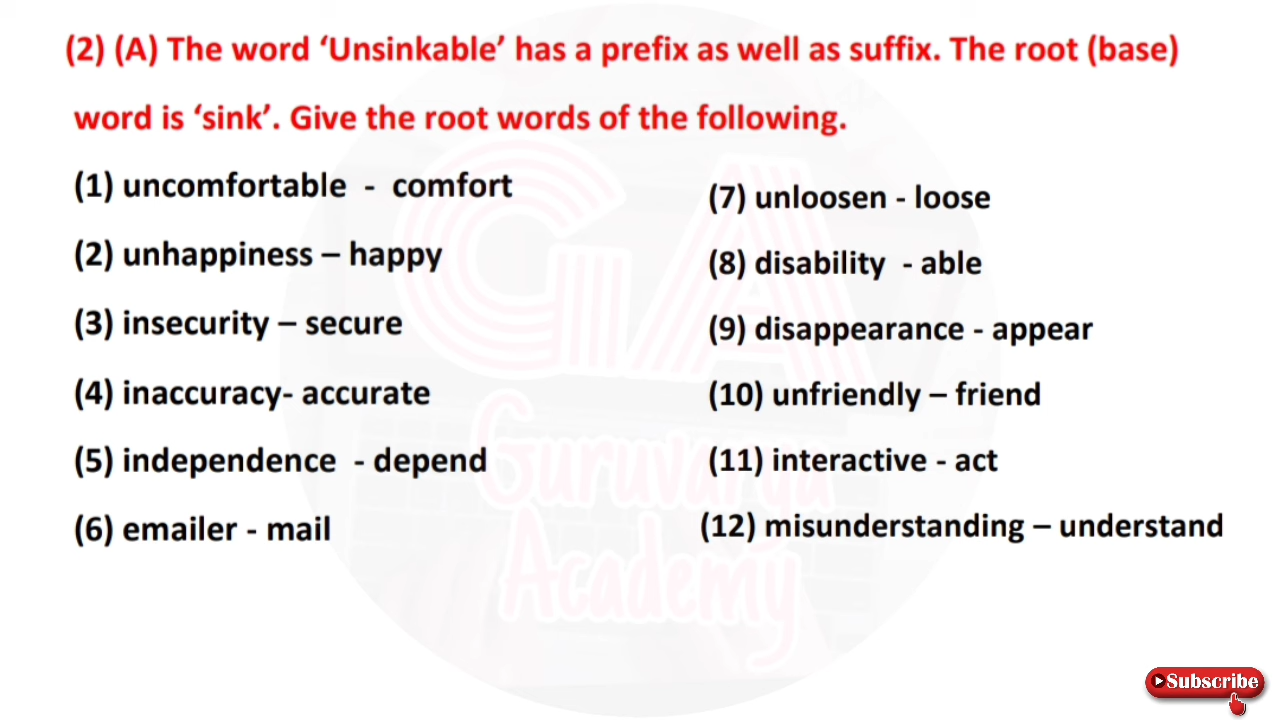 (2) (A) The word ‘Unsinkable’ has a prefix as well as suffix. The root (base)
word is ‘sink’. Give the root words of the following.
(1) uncomfortable - comfort
(2) unhappiness – happy
(3) insecurity – secure
(4) inaccuracy- accurate
(5) independence - depend
(6) emailer - mail
(7) unloosen - loose
(8) disability - able
(9) disappearance - appear
(10) unfriendly – friend
(11) interactive - act
(12) misunderstanding – understand
GA
Guruvarya
Academy
Subscribe